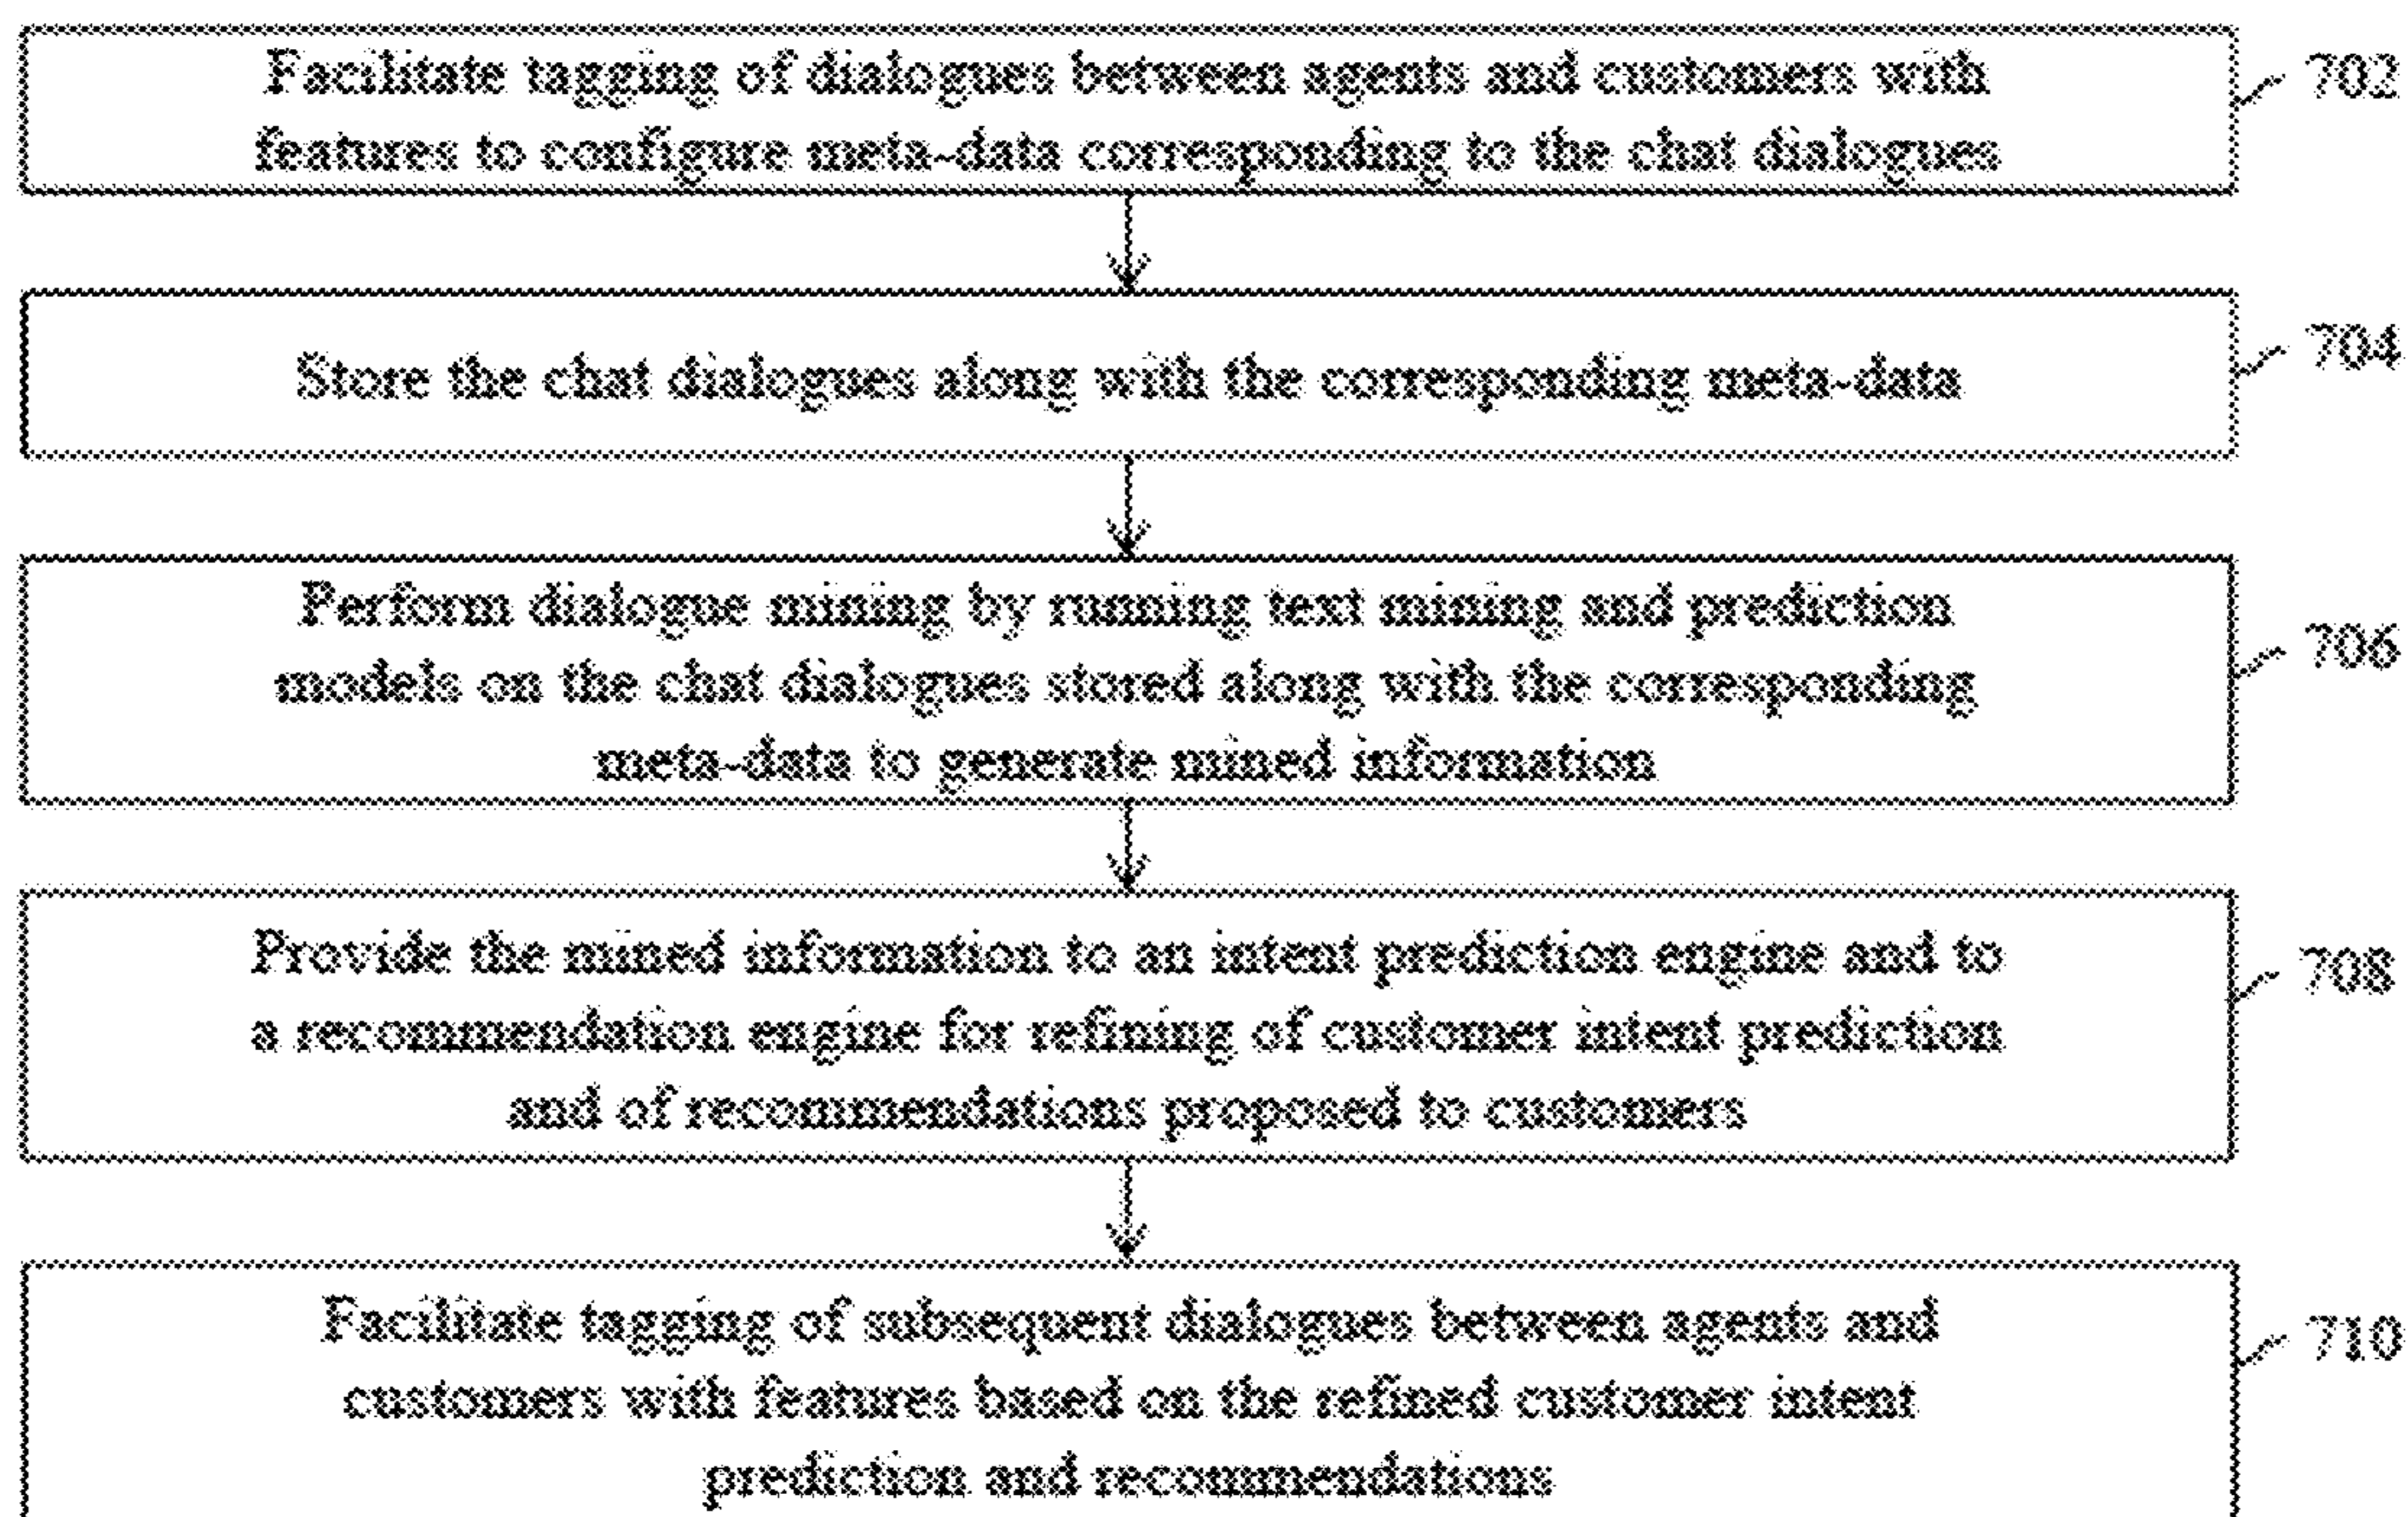 Facilitate tagging of dialogues between agents and customers with
features to configure meta-data corresponding to the chat dialogues
702
Store the chat dialogues along with the corresponding meta-data
704
Perform dialogue mining by running text mining and prediction
models on the chat dialogues stored along with the corresponding
meta-data to generate mined information
706
Provide the mined information to an intent prediction engine and to
a recommendation engine for refining of customer intent prediction
and of recommendations proposed to customers
708
Facilitate tagging of subsequent dialogues between agents and
customers with features based on the refined customer intent
prediction and recommendations
710